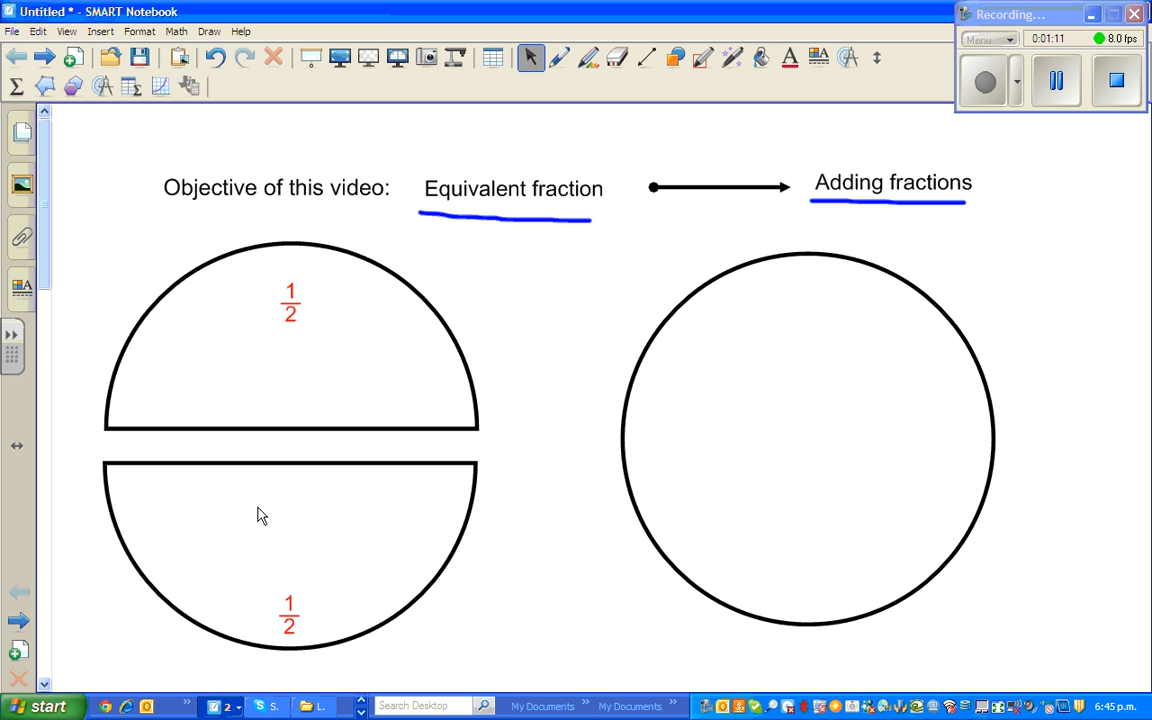 Untitled * - SMART Notebook
Recording...
File Edit View Insert Format Math Draw Help
Menu 0:01:11 8.0 fps
Objective of this video: Equivalent fraction Adding fractions
1
2
1
2
start 2 S. L. Search Desktop My Documents » My Documents » 6:45 p.m.